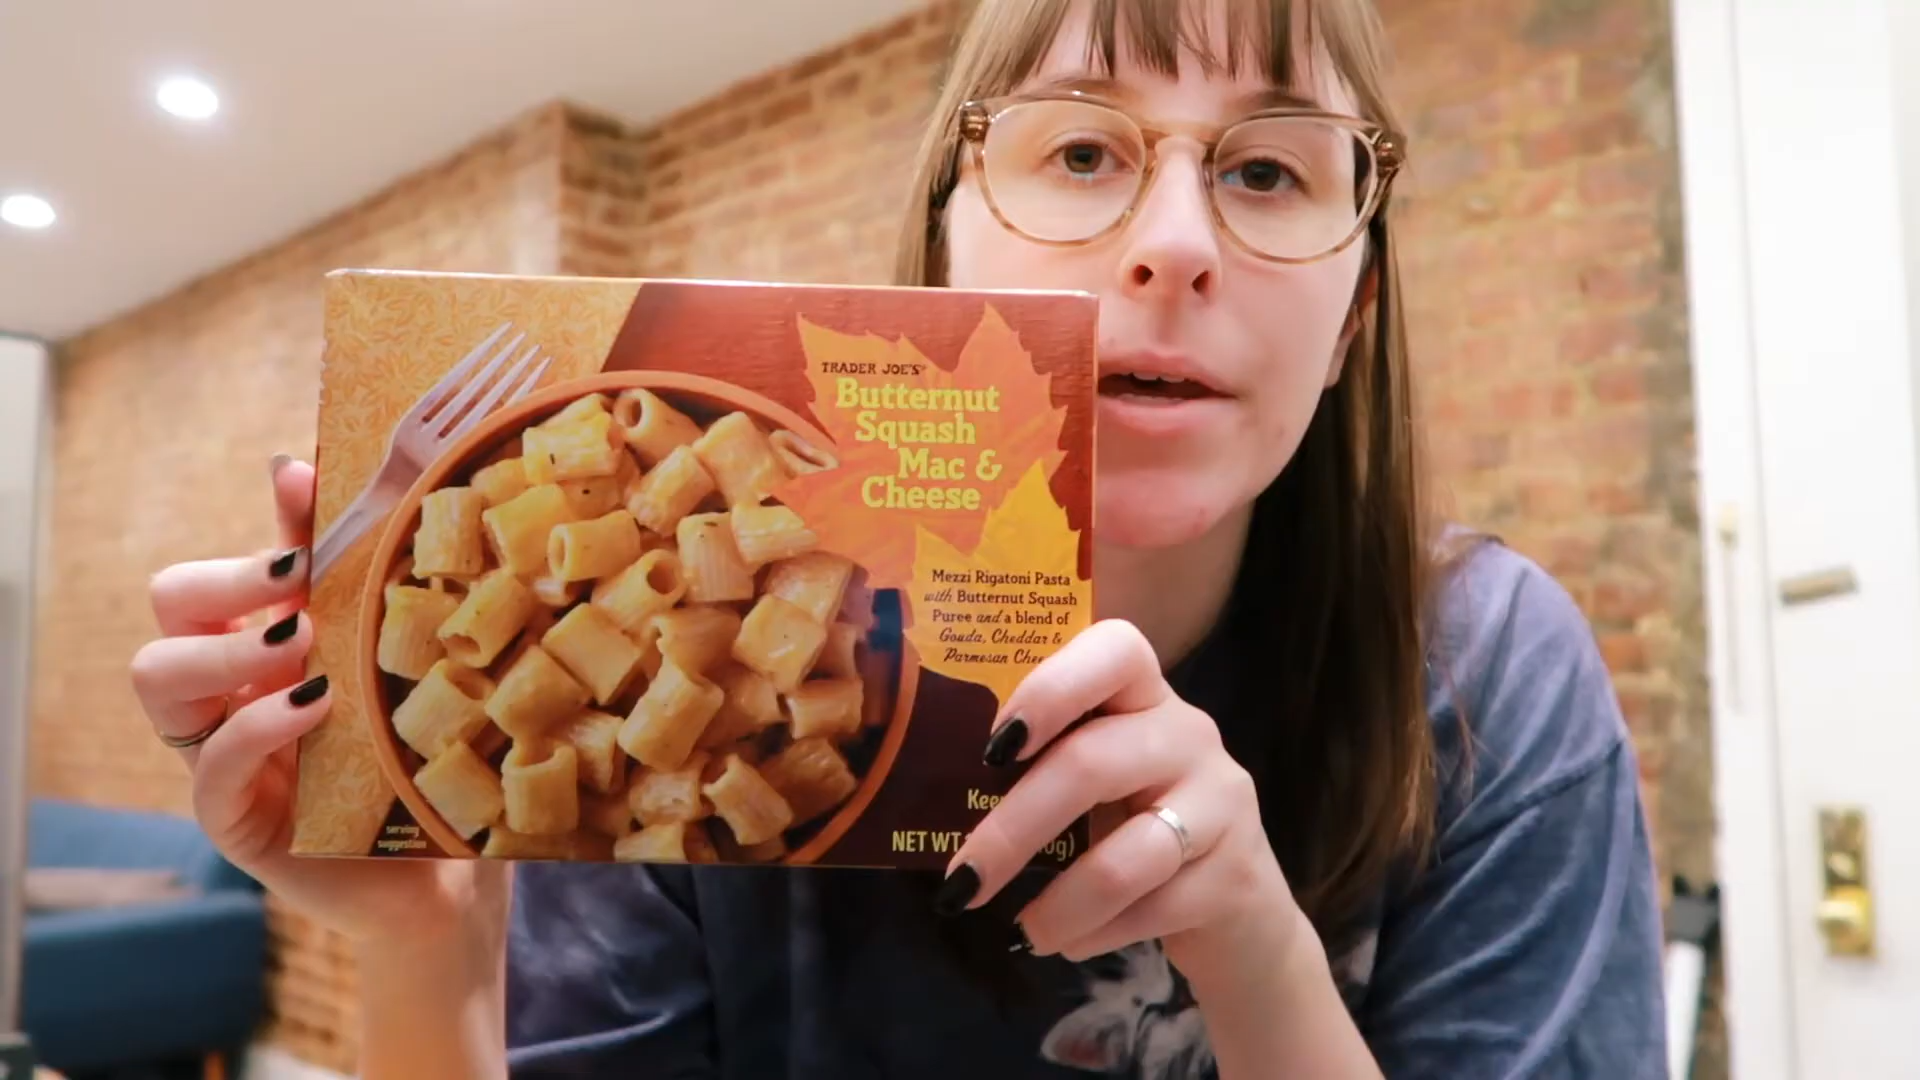 TRADER JOE'S®
Butternut
Squash
Mac &
Cheese
Mezzi Rigatoni Pasta
with Butternut Squash
Puree and a blend of
Gouda, Cheddar &
Parmesan
NET WT
serving
suggestion